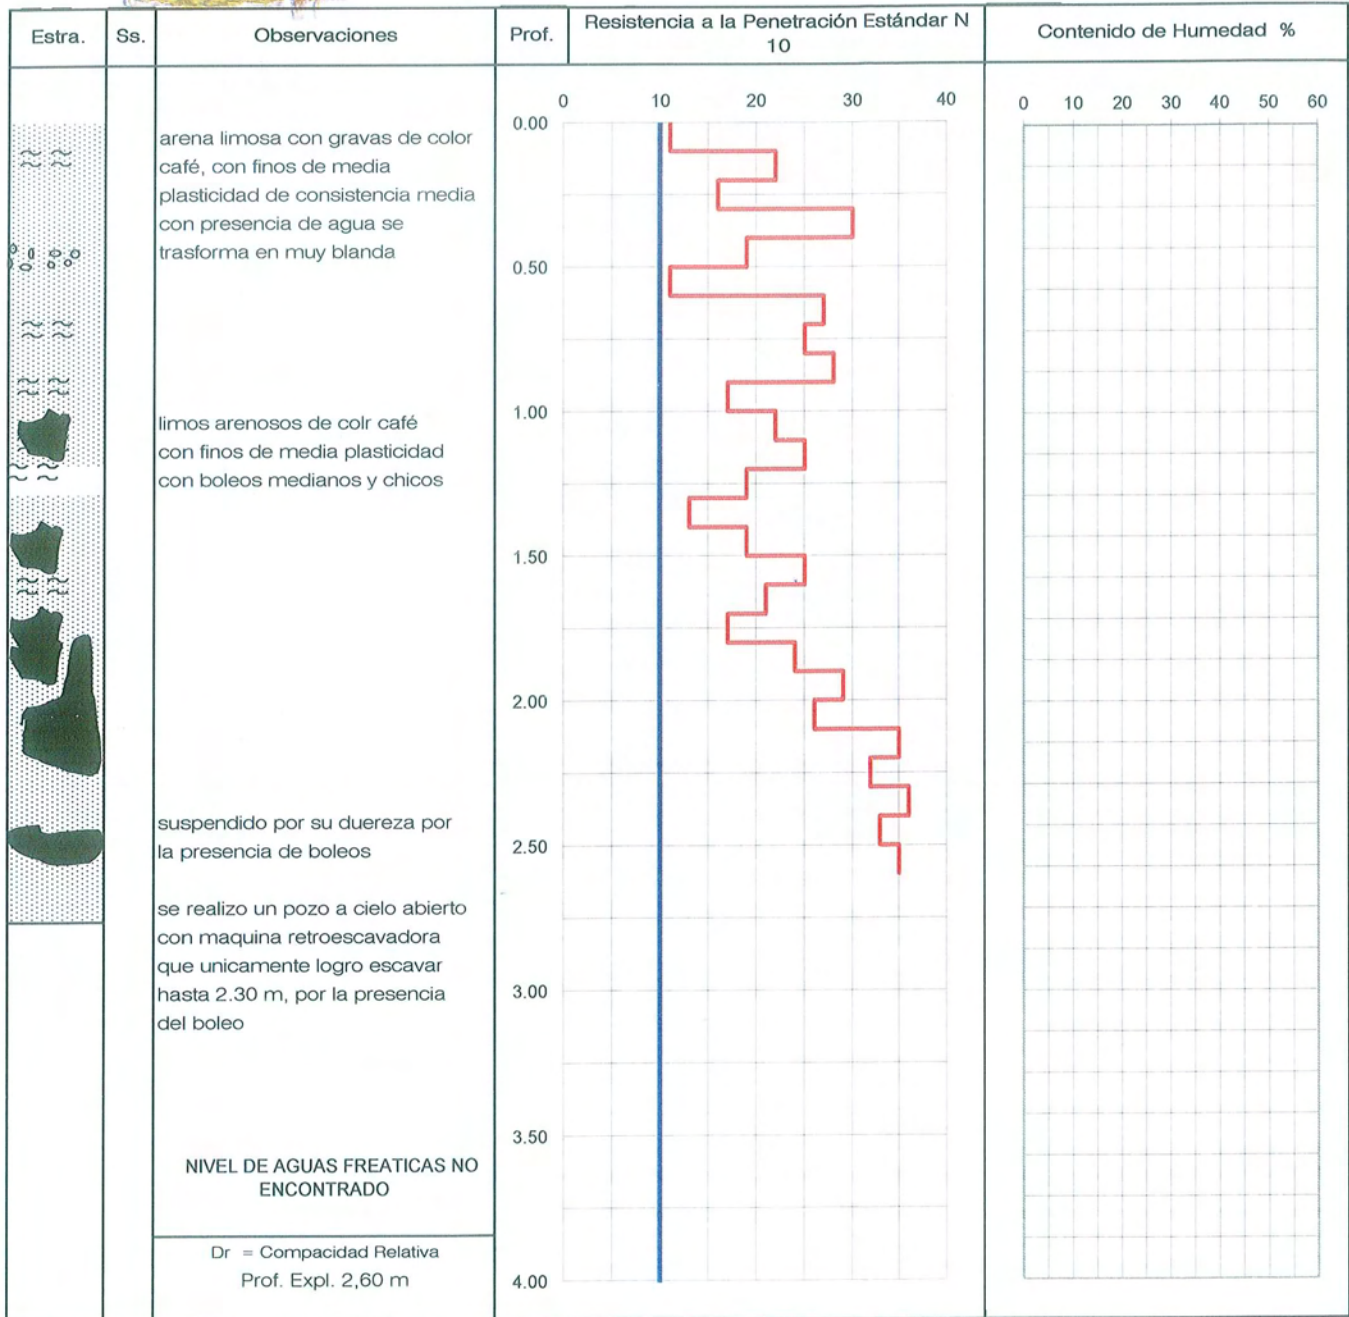 Estra.
Ss.
Observaciones
Prof.
Resistencia a la Penetración Estándar N
10
Contenido de Humedad %
0 10 20 30 40
0 10 20 30 40 50 60
arena limosa con gravas de color
café, con finos de media
plasticidad de consistencia media
con presencia de agua se
trasforma en muy blanda
limos arenosos de colr café
con finos de media plasticidad
con boleos medianos y chicos
suspendido por su duereza por
la presencia de boleos
se realizo un pozo a cielo abierto
con maquina retroescavadora
que unicamente logro escavar
hasta 2.30 m, por la presencia
del boleo
NIVEL DE AGUAS FREATICAS NO
ENCONTRADO
Dr = Compacidad Relativa
Prof. Expl. 2,60 m
0.00
0.50
1.00
1.50
2.00
2.50
3.00
3.50
4.00